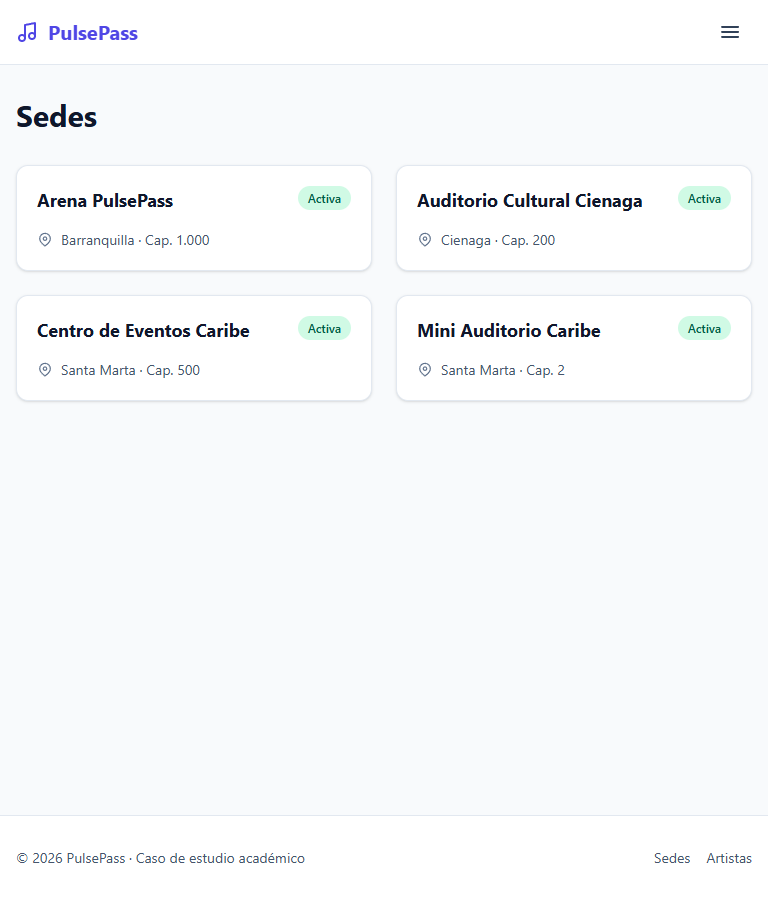 PulsePass
Sedes
Arena PulsePass
Activa
Barranquilla · Cap. 1.000
Auditorio Cultural Cienaga
Activa
Cienaga · Cap. 200
Centro de Eventos Caribe
Activa
Santa Marta · Cap. 500
Mini Auditorio Caribe
Activa
Santa Marta · Cap. 2
© 2026 PulsePass · Caso de estudio académico
Sedes
Artistas